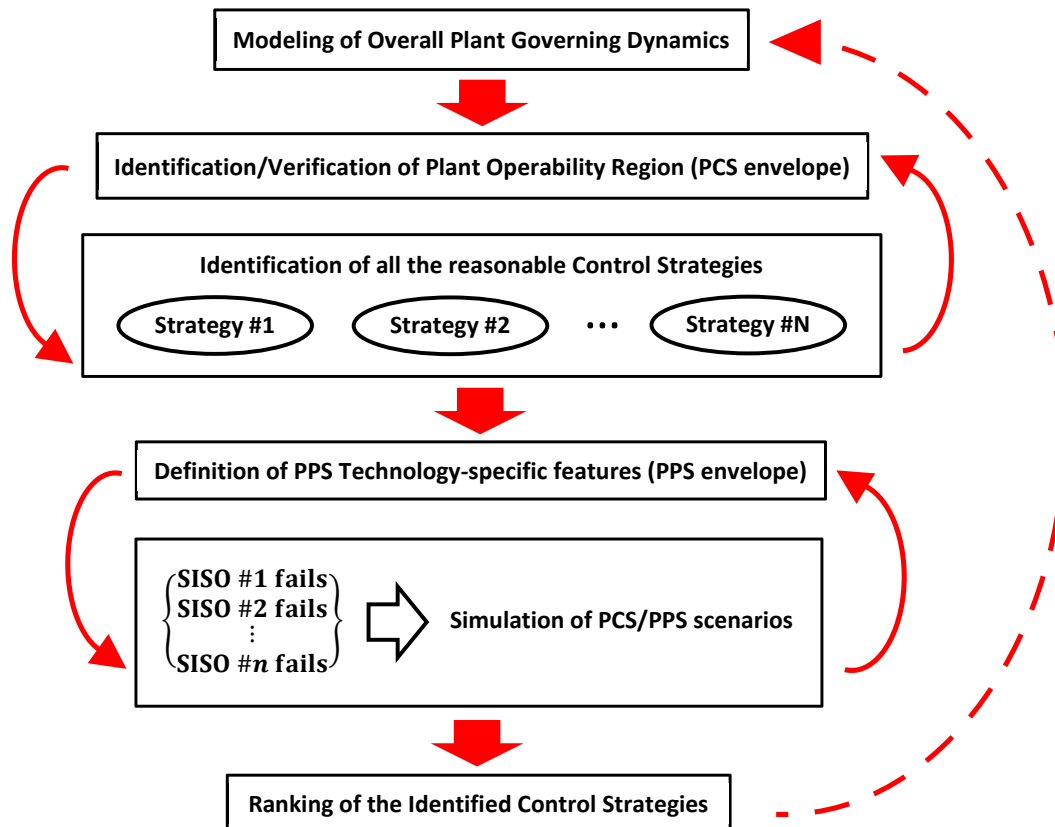 Modeling of Overall Plant Governing Dynamics
Identification/Verification of Plant Operability Region (PCS envelope)
Identification of all the reasonable Control Strategies
Strategy #1 Strategy #2 ... Strategy #N
Definition of PPS Technology-specific features (PPS envelope)
SISO #1 fails
SISO #2 fails
⋮
SISO #n fails
Simulation of PCS/PPS scenarios
Ranking of the Identified Control Strategies